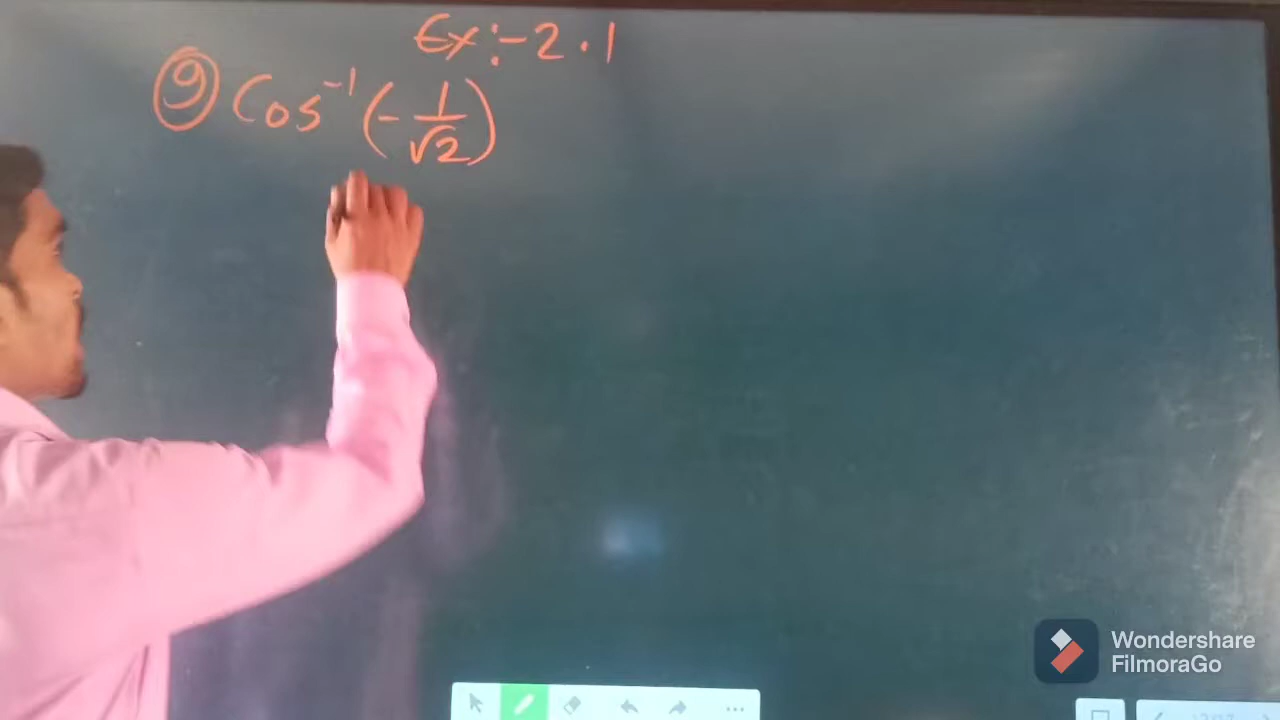 Ex:-2.1
⑨ Cos⁻¹(-1/√2)
Wondershare
FilmoraGo